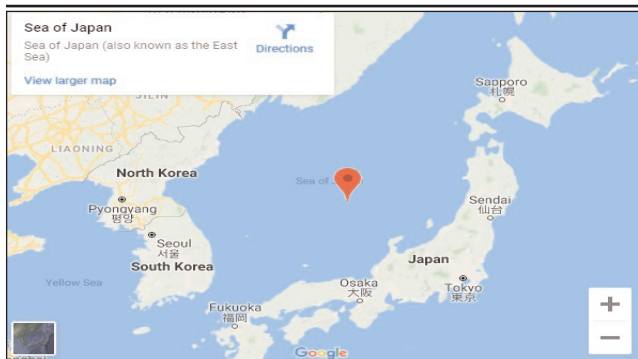 Sea of Japan
Sea of Japan (also known as the East
Sea)
Directions
View larger map
JILIN
Sapporo
札幌
LIAONING
North Korea
Sea of
Pyongyang
평양
Sendai
仙台
Seoul
서울
South Korea
Japan
Yellow Sea
Osaka
大阪
Tokyo
東京
Fukuoka
福岡
Google
+
−